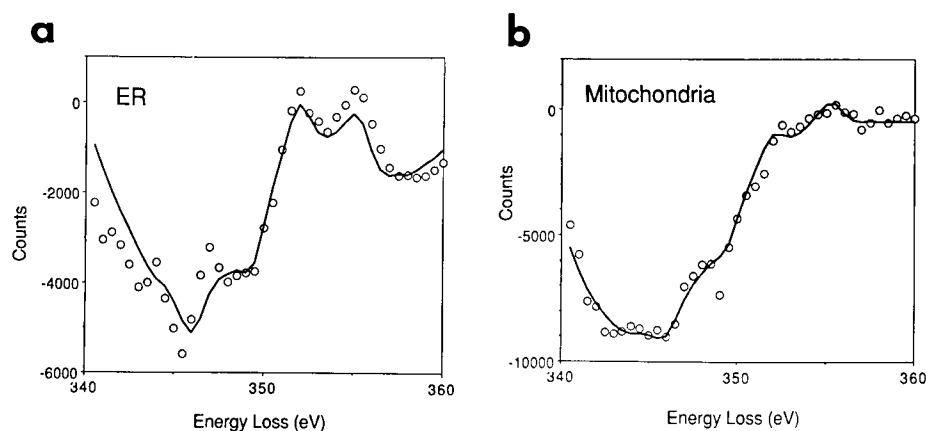 a
ER
0
-2000
-4000
-6000
Counts
340
350
360
Energy Loss (eV)
b
Mitochondria
0
-5000
-10000
Counts
340
350
360
Energy Loss (eV)